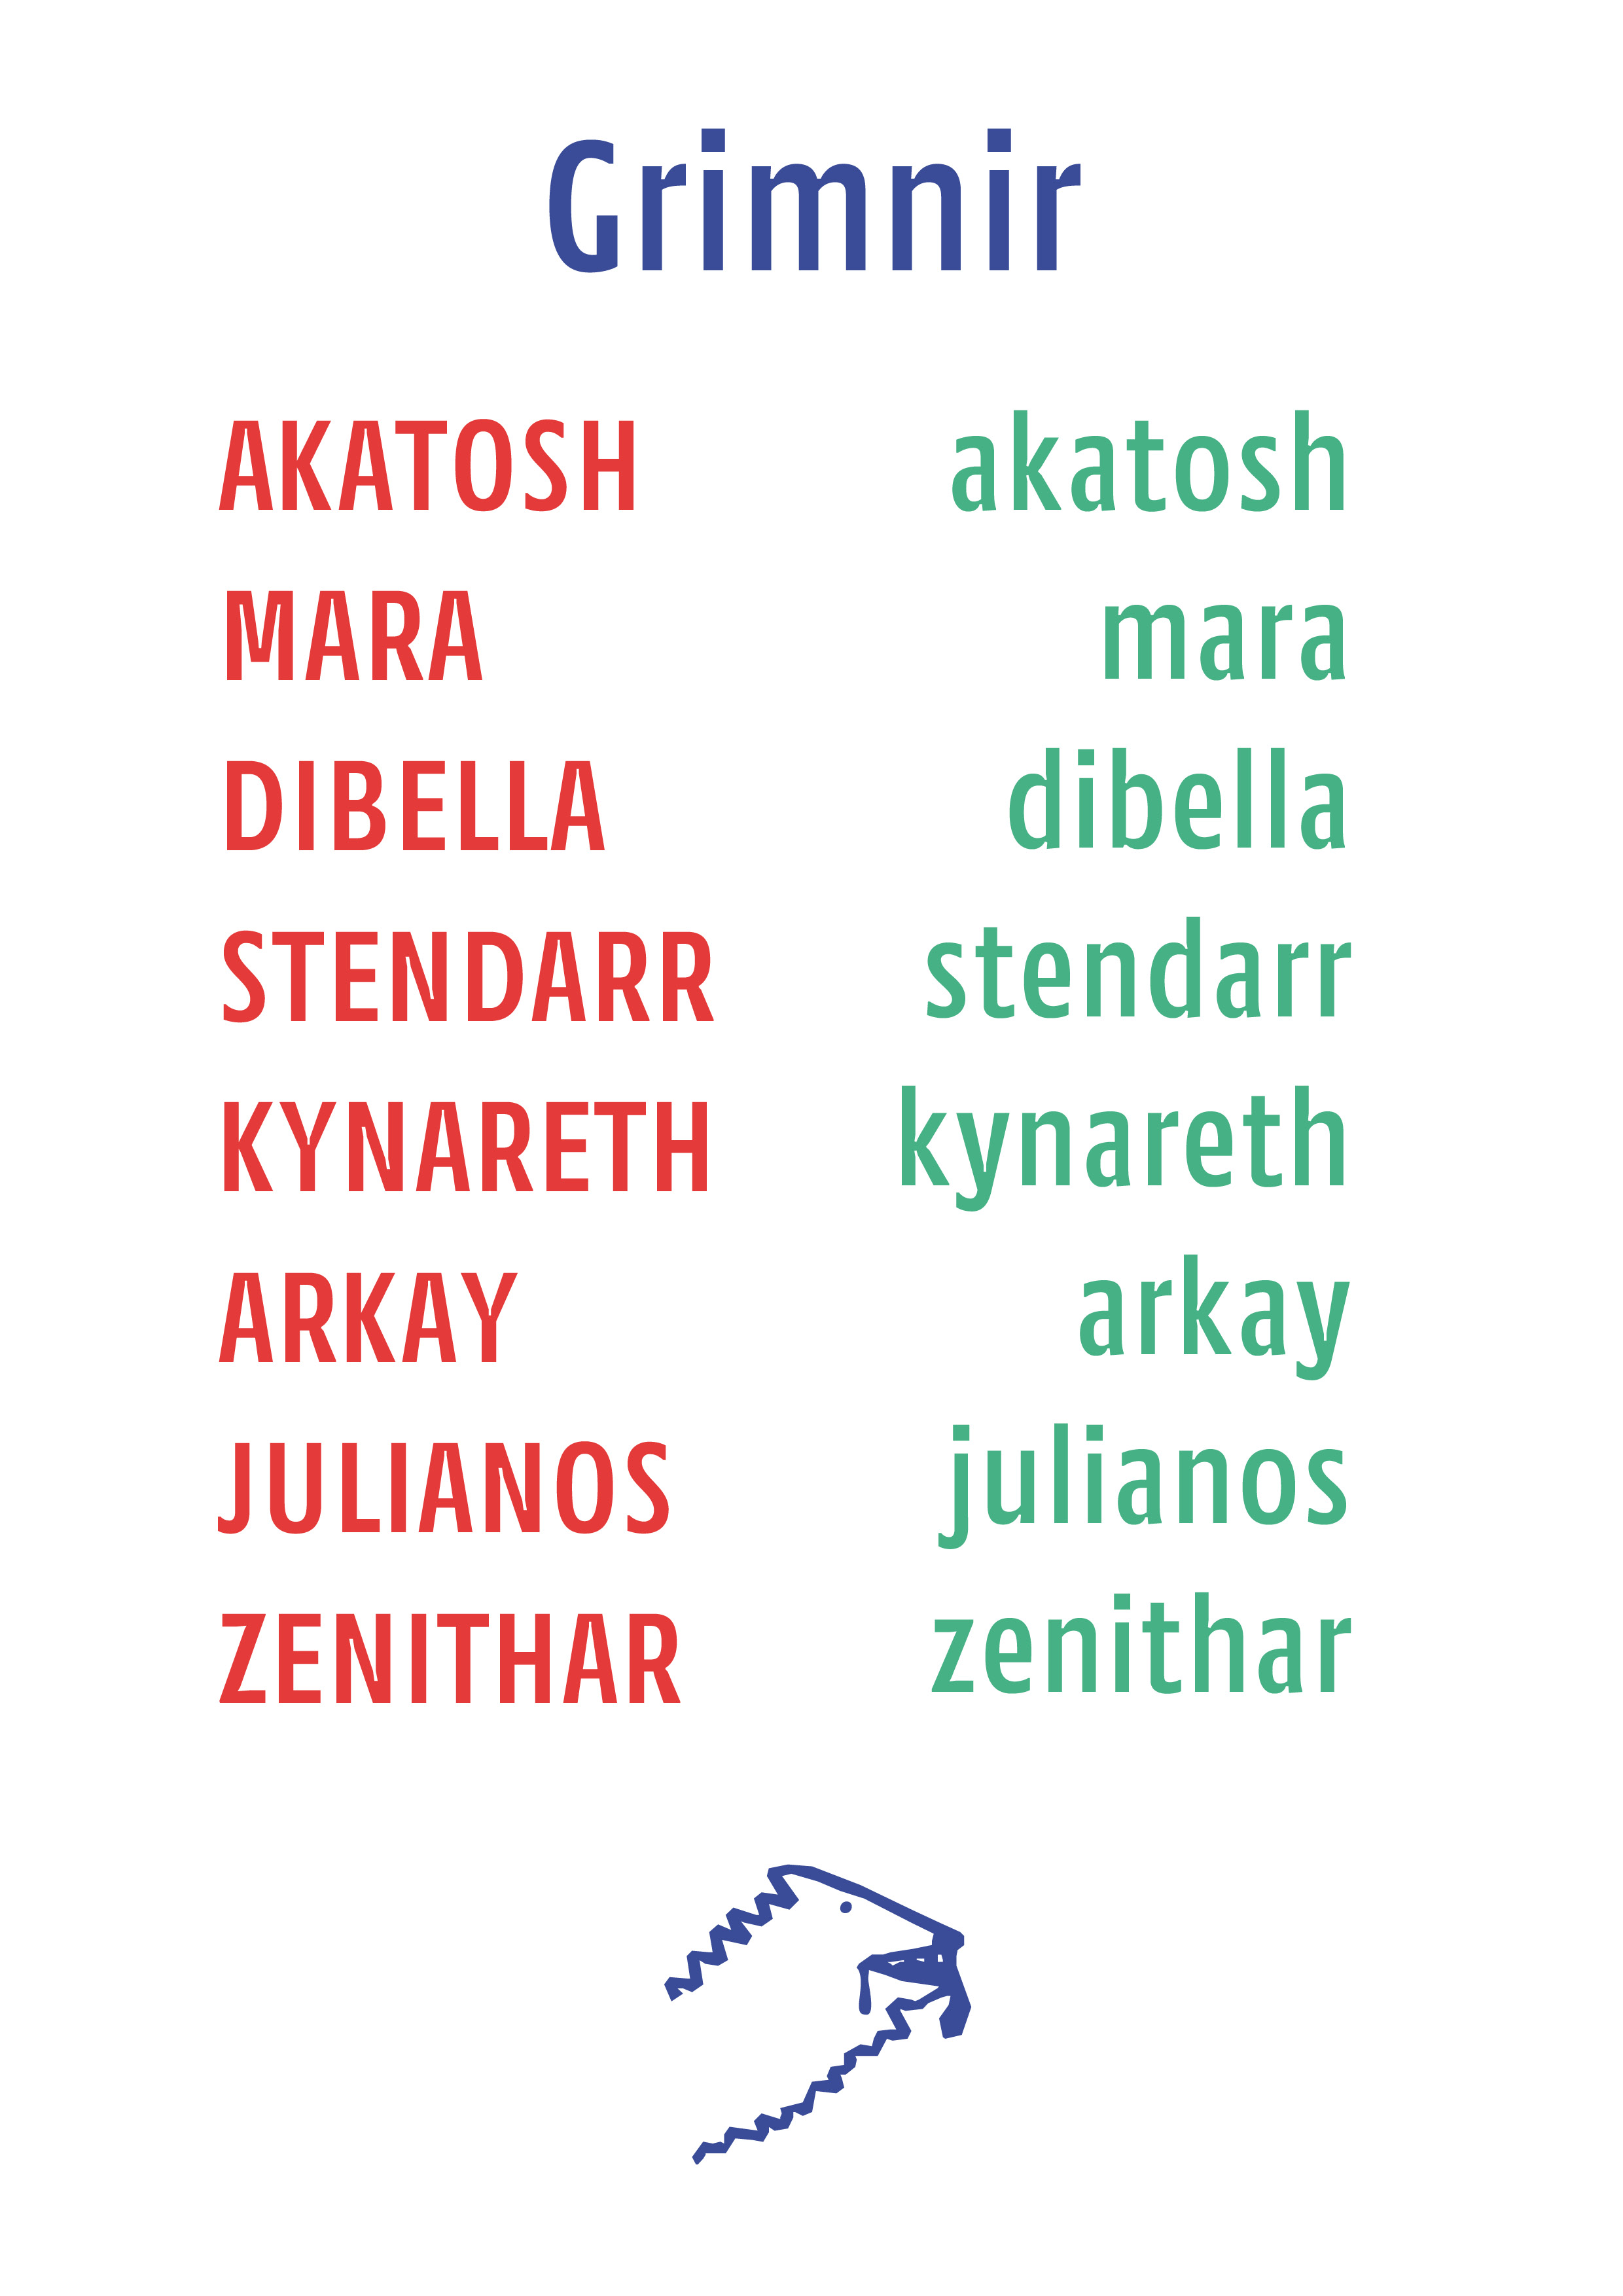 Grimnir
AKATOSH akatosh
MARA mara
DIBELLA dibella
STENDARR stendarr
KYNARETH kynareth
ARKAY arkay
JULIANOS julianos
ZENITHAR zenithar